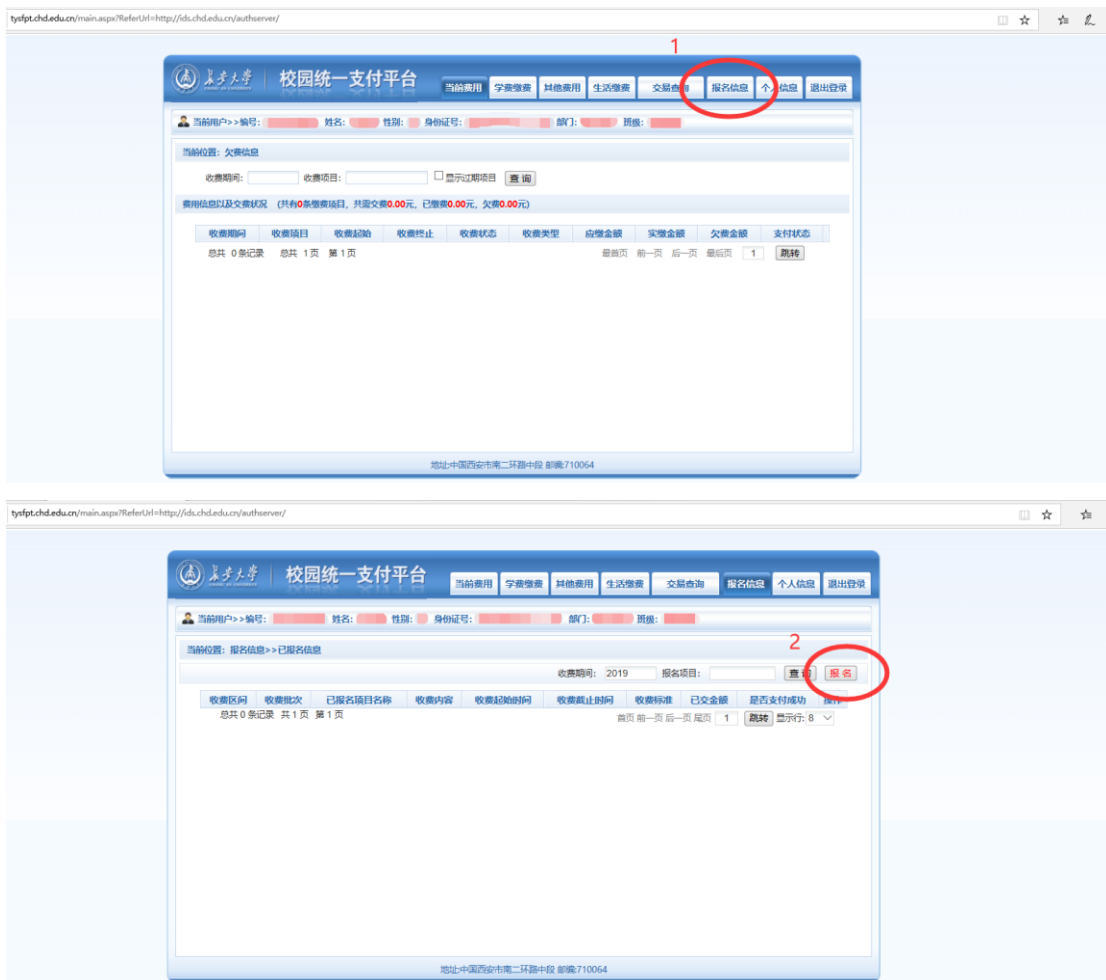 tysfpt.chd.edu.cn/main.aspx?ReferUrl=http://ids.chd.edu.cn/authserver/
1
长安大学 校园统一支付平台 当前费用 学费缴费 其他费用 生活缴费 交易查询 报名信息 个人信息 退出登录
当前用户>>编号: 姓名: 性别: 身份证号: 部门: 班级:
当前位置: 欠费信息
收费期间: 收费项目: 显示过期项目 查询
费用信息以及交费状况 (共有0条缴费项目, 共需交费0.00元, 已缴费0.00元, 欠费0.00元)
收费期间 收费项目 收费起始 收费终止 收费状态 收费类型 应缴金额 实缴金额 欠费金额 支付状态
总共 0条记录 总共 1页 第1页 最首页 前一页 后一页 最后页 1 跳转
地址:中国西安市南二环路中段 邮编:710064
tysfpt.chd.edu.cn/main.aspx?ReferUrl=http://ids.chd.edu.cn/authserver/
长安大学 校园统一支付平台 当前费用 学费缴费 其他费用 生活缴费 交易查询 报名信息 个人信息 退出登录
当前用户>>编号: 姓名: 性别: 身份证号: 部门: 班级:
2
当前位置: 报名信息>>已报名信息
收费期间: 2019 报名项目: 查询 报名
收费区间 收费批次 已报名项目名称 收费内容 收费起始时间 收费截止时间 收费标准 已交金额 是否支付成功 操作
总共0条记录 共1页 第1页 首页 前一页 后一页 尾页 1 跳转 显示行: 8
地址:中国西安市南二环路中段 邮编:710064